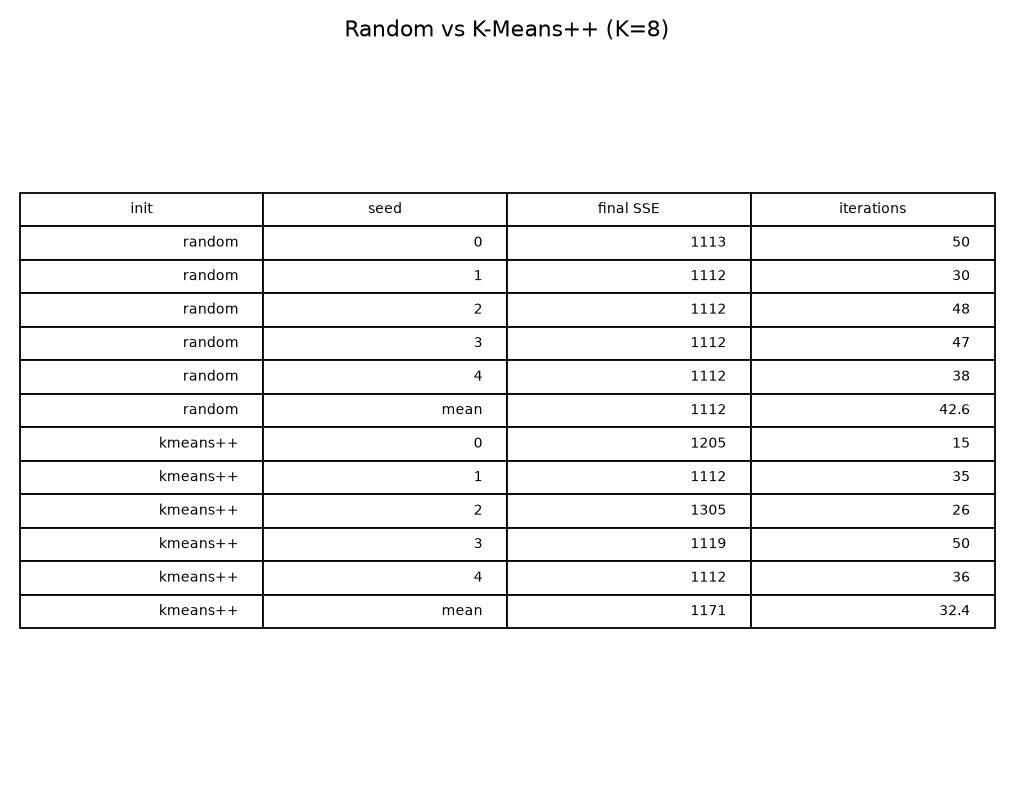 Random vs K-Means++ (K=8)
init seed final SSE iterations
random 0 1113 50
random 1 1112 30
random 2 1112 48
random 3 1112 47
random 4 1112 38
random mean 1112 42.6
kmeans++ 0 1205 15
kmeans++ 1 1112 35
kmeans++ 2 1305 26
kmeans++ 3 1119 50
kmeans++ 4 1112 36
kmeans++ mean 1171 32.4